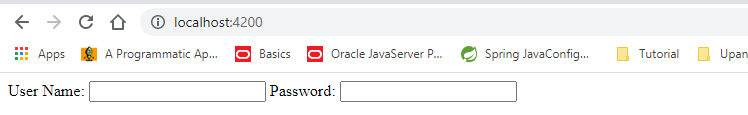 localhost:4200
Apps A Programmatic Ap... Basics Oracle JavaServer P... Spring JavaConfig... Tutorial Upan
User Name: Password: